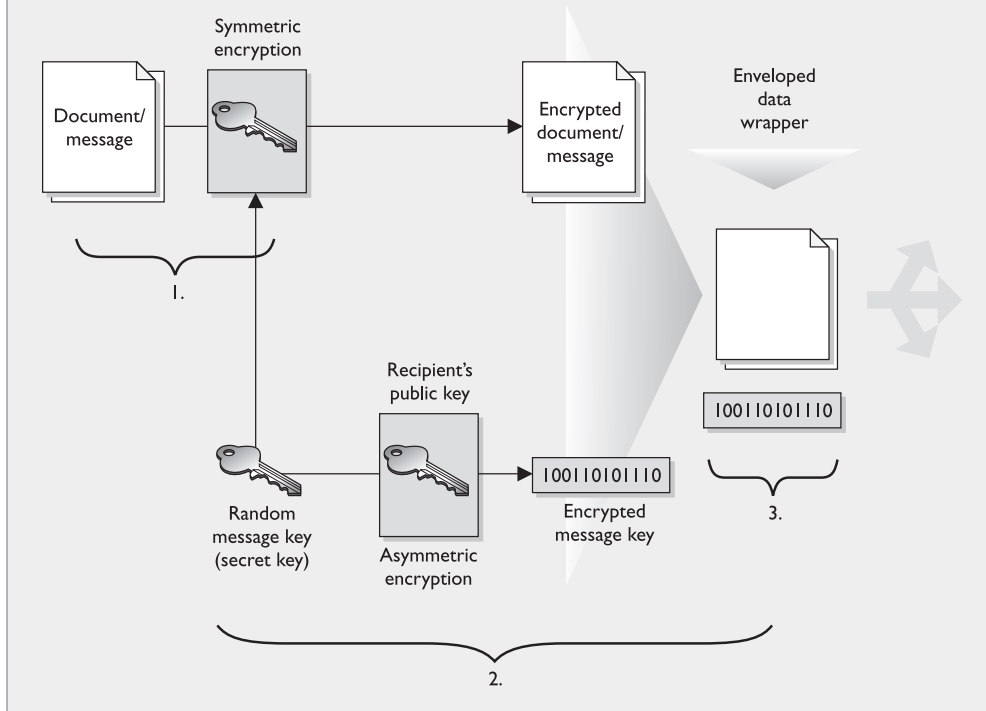 Symmetric
encryption
Document/
message
Encrypted
document/
message
Enveloped
data
wrapper
1.
Recipient's
public key
100110101110
Random
message key
(secret key)
Asymmetric
encryption
100110101110
Encrypted
message key
3.
2.